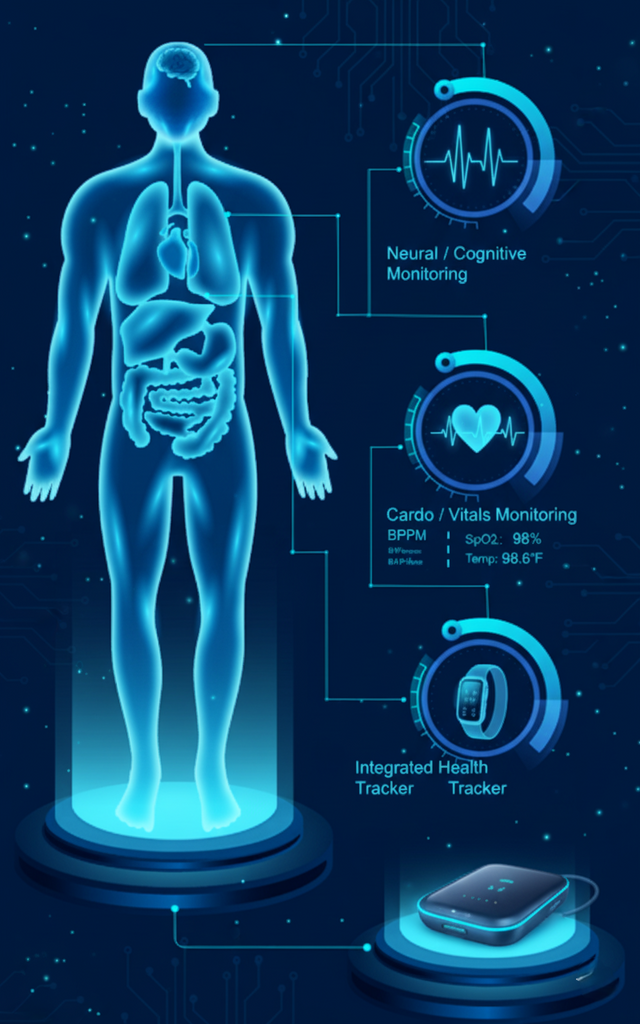 Neural / Cognitive
Monitoring
Cardo / Vitals Monitoring
BPPM
SpO2: 98%
Temp: 98.6°F
Integrated Health
Tracker Tracker